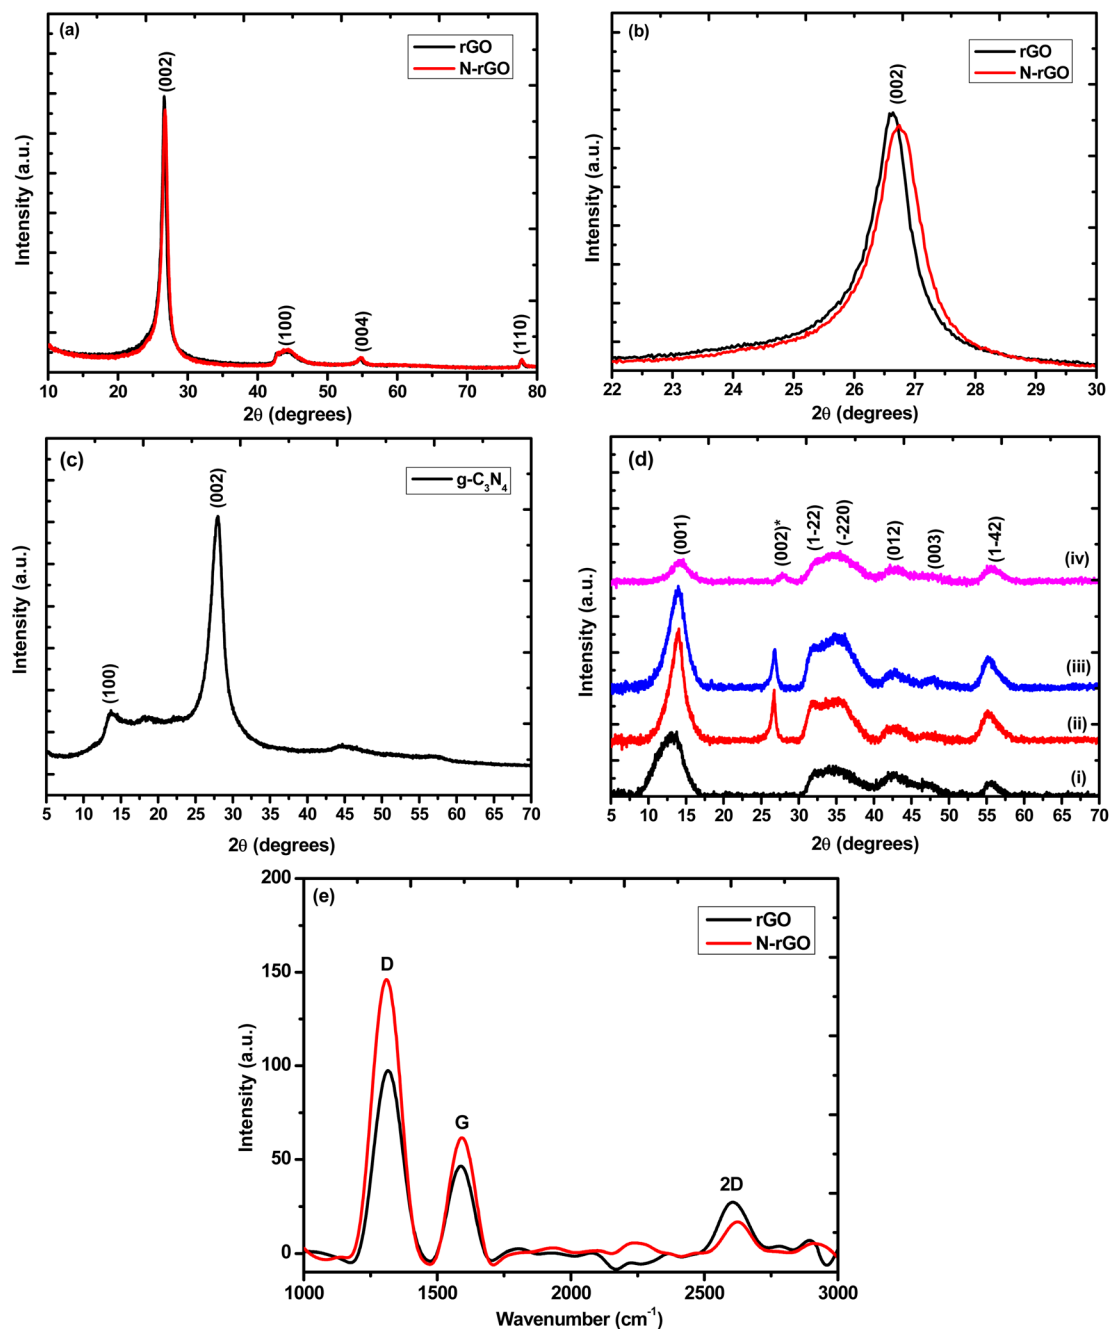 (a)
rGO
N-rGO
(002)
(100)
(004)
(110)
Intensity (a.u.)
10 20 30 40 50 60 70 80
2θ (degrees)
(b)
rGO
N-rGO
(002)
Intensity (a.u.)
22 23 24 25 26 27 28 29 30
2θ (degrees)
(c)
g-C₃N₄
(002)
(100)
Intensity (a.u.)
5 10 15 20 25 30 35 40 45 50 55 60 65 70
2θ (degrees)
(d)
(001)
(002)*
(1-22)
(-220)
(012)
(003)
(1-42)
(iv)
(iii)
(ii)
(i)
Intensity (a.u.)
5 10 15 20 25 30 35 40 45 50 55 60 65 70
2θ (degrees)
(e)
rGO
N-rGO
D
G
2D
200
150
100
50
0
Intensity (a.u.)
1000 1500 2000 2500 3000
Wavenumber (cm⁻¹)